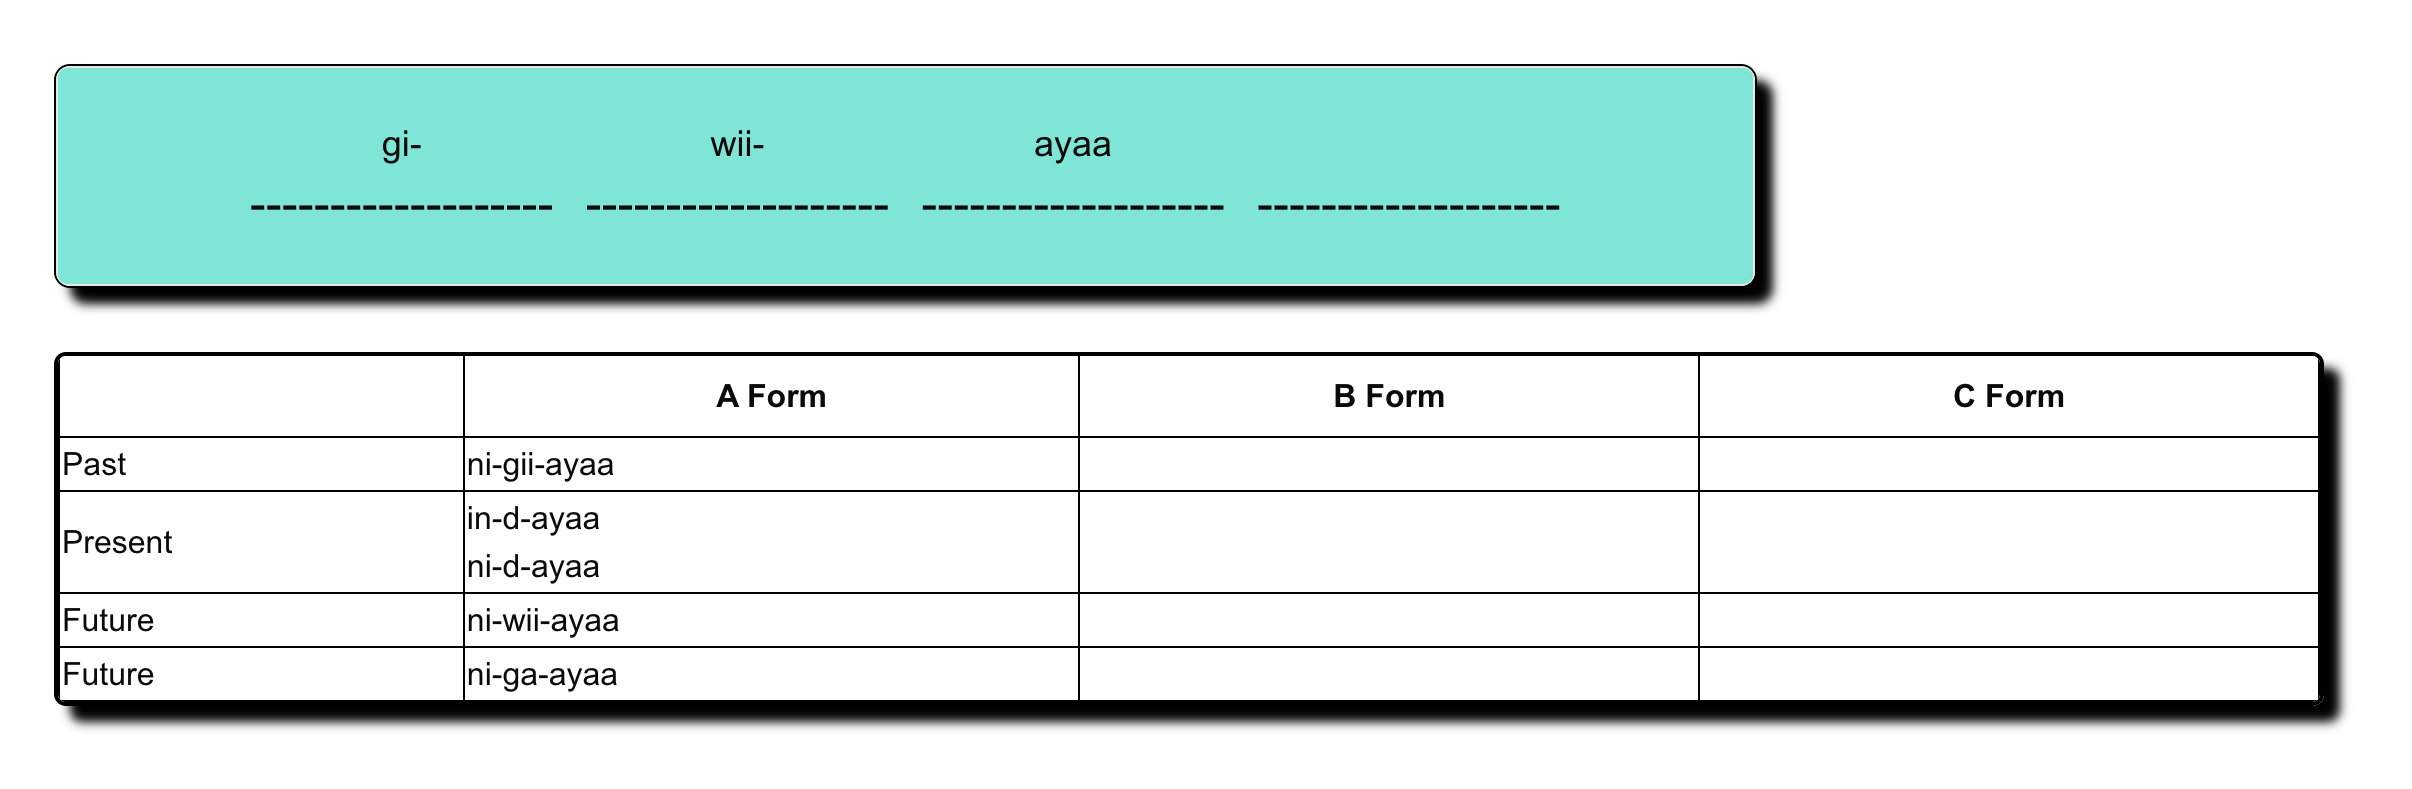 gi- wii- ayaa
------------------- ------------------- ------------------- -------------------
A Form B Form C Form
Past ni-gii-ayaa
Present in-d-ayaa
ni-d-ayaa
Future ni-wii-ayaa
Future ni-ga-ayaa